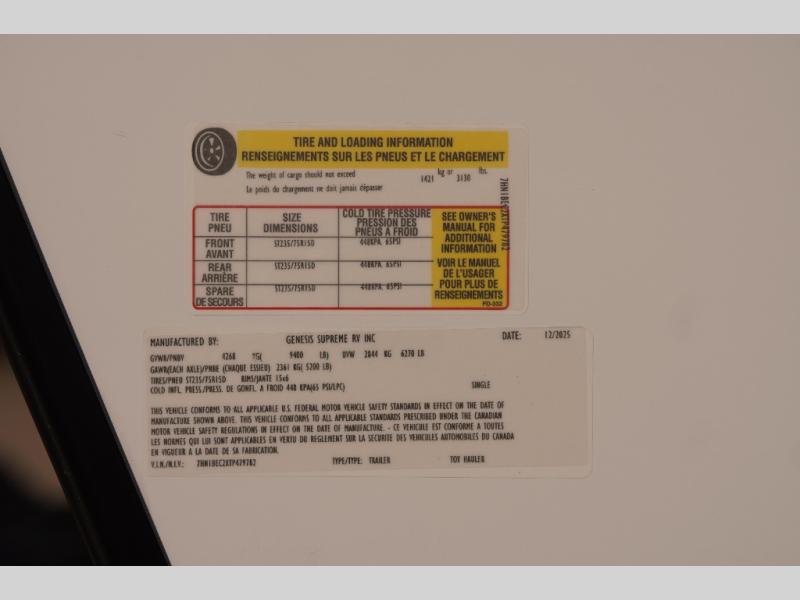 TIRE AND LOADING INFORMATION
RENSEIGNEMENTS SUR LES PNEUS ET LE CHARGEMENT
The weight of cargo should not exceed 1421 kg or 3130 lbs.
Le poids du chargement ne doit jamais dépasser
7HN1BEC2XTP479782
TIRE PNEU
SIZE DIMENSIONS
COLD TIRE PRESSURE
PRESSION DES
PNEUS A FROID
SEE OWNER'S
MANUAL FOR
ADDITIONAL
INFORMATION
VOIR LE MANUEL
DE L'USAGER
POUR PLUS DE
RENSEIGNEMENTS
FRONT AVANT ST235/75R15D 448KPA, 65PSI
REAR ARRIÈRE ST235/75R15D 448KPA, 65PSI
SPARE DE SECOURS ST235/75R15D 448KPA, 65PSI
PD-332
MANUFACTURED BY: GENESIS SUPREME RV INC DATE: 12/2025
GVWR/PNBV 4268 KG( 9400 LB) UVW 2844 KG 6270 LB
GAWR(EACH AXLE)/PNBE (CHAQUE ESSIEU) 2361 KG( 5200 LB)
TIRES/PNEU ST235/75R15D RIMS/JANTE 15x6
COLD INFL. PRESS./PRESS. DE GONFL. A FROID 448 KPA(65 PSI/LPC) SINGLE
THIS VEHICLE CONFORMS TO ALL APPLICABLE U.S. FEDERAL MOTOR VEHICLE SAFETY STANDARDS IN EFFECT ON THE DATE OF
MANUFACTURE SHOWN ABOVE. THIS VEHICLE CONFORMS TO ALL APPLICABLE STANDARDS PRESCRIBED UNDER THE CANADIAN
MOTOR VEHICLE SAFETY REGULATIONS IN EFFECT ON THE DATE OF MANUFACTURE. - CE VEHICULE EST CONFORME A TOUTES
LES NORMES QUI LUI SONT APPLICABLES EN VERTU DU REGLEMENT SUR LA SECURITE DES VEHICULES AUTOMOBILES DU CANADA
EN VIGUEUR A LA DATE DE SA FABRICATION.
V.I.N./N.I.V.: 7HN1BEC2XTP479782 TYPE/TYPE: TRAILER TOY HAULER